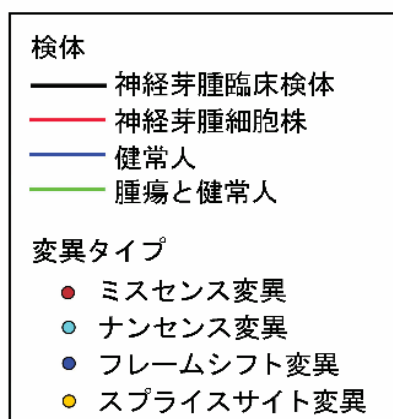 検体
神経芽腫臨床検体
神経芽腫細胞株
健常人
腫瘍と健常人
変異タイプ
ミスセンス変異
ナンセンス変異
フレームシフト変異
スプライスサイト変異